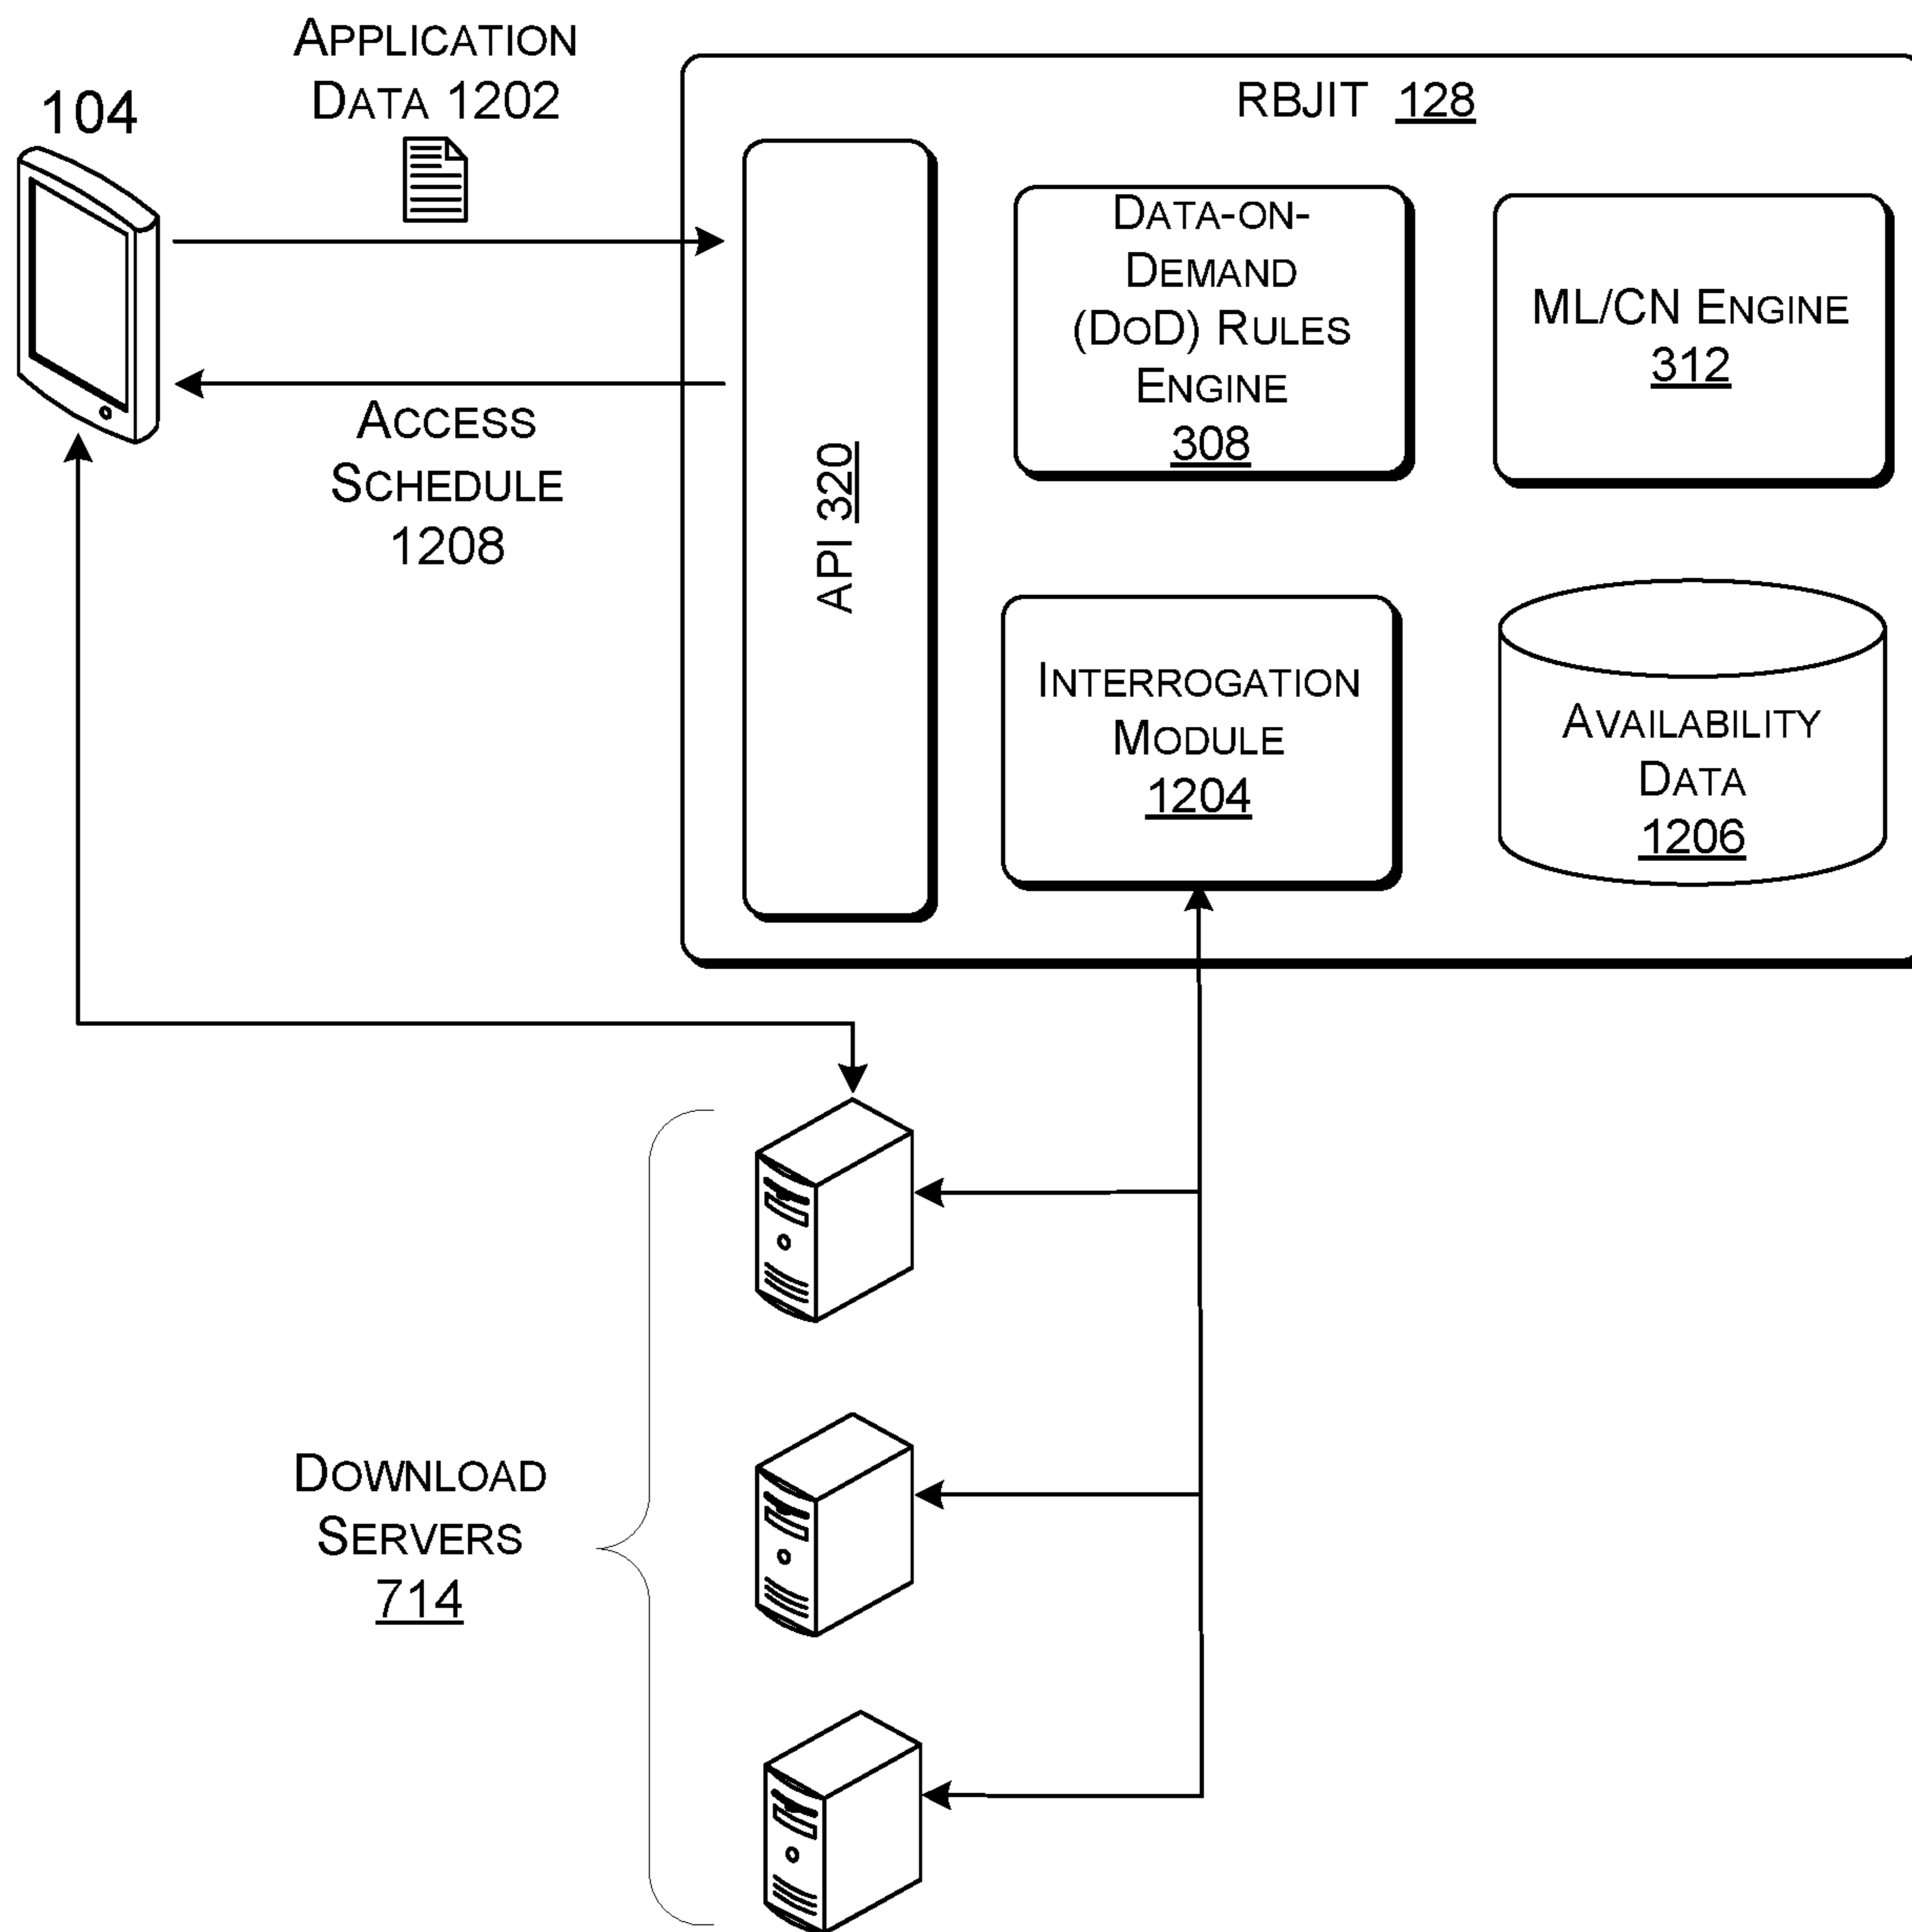 APPLICATION
DATA 1202
104
ACCESS
SCHEDULE
1208
RBJIT 128
API 320
DATA-ON-
DEMAND
(DOD) RULES
ENGINE
308
ML/CN ENGINE
312
INTERROGATION
MODULE
1204
AVAILABILITY
DATA
1206
DOWNLOAD
SERVERS
714